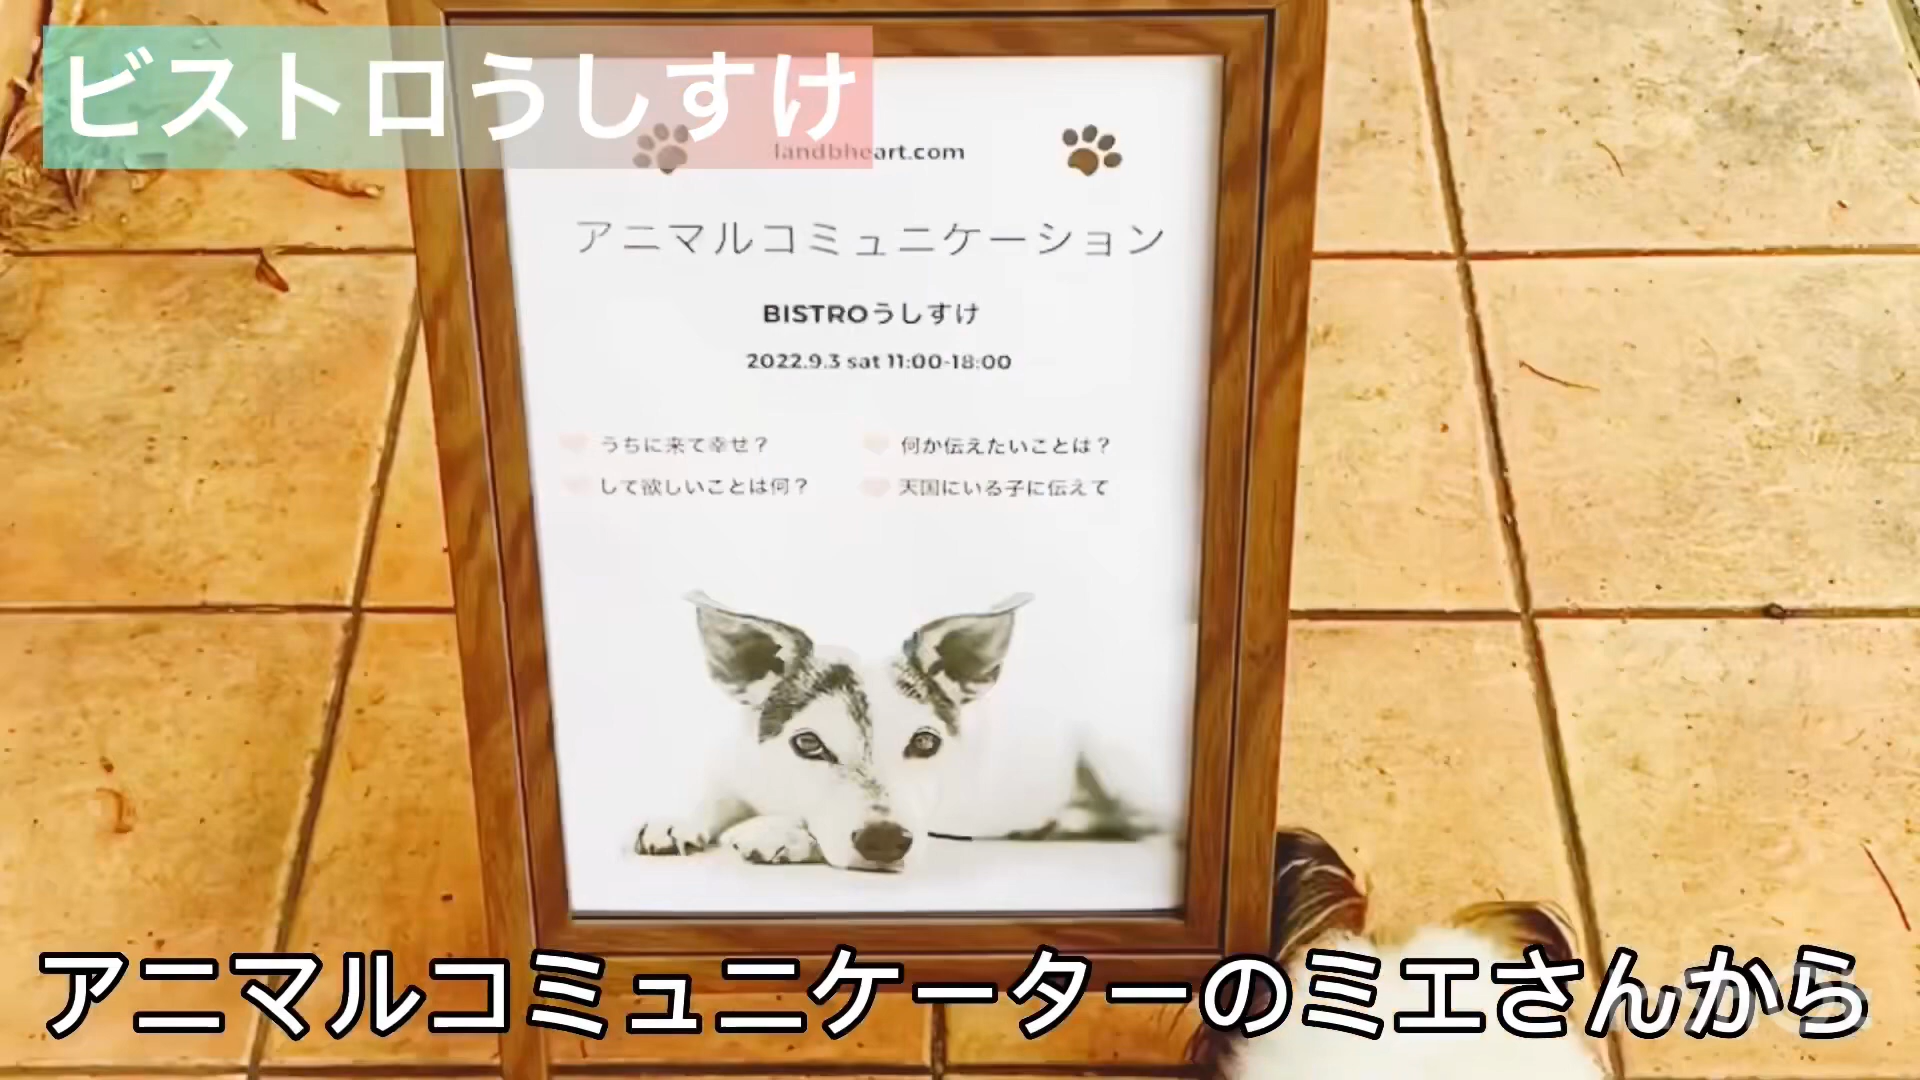 ビストロうしすけ
landbheart.com
アニマルコミュニケーション
BISTROうしすけ
2022.9.3 sat 11:00-18:00
うちに来て幸せ？
何か伝えたいことは？
して欲しいことは何？
天国にいる子に伝えて
アニマルコミュニケーターのミエさんから